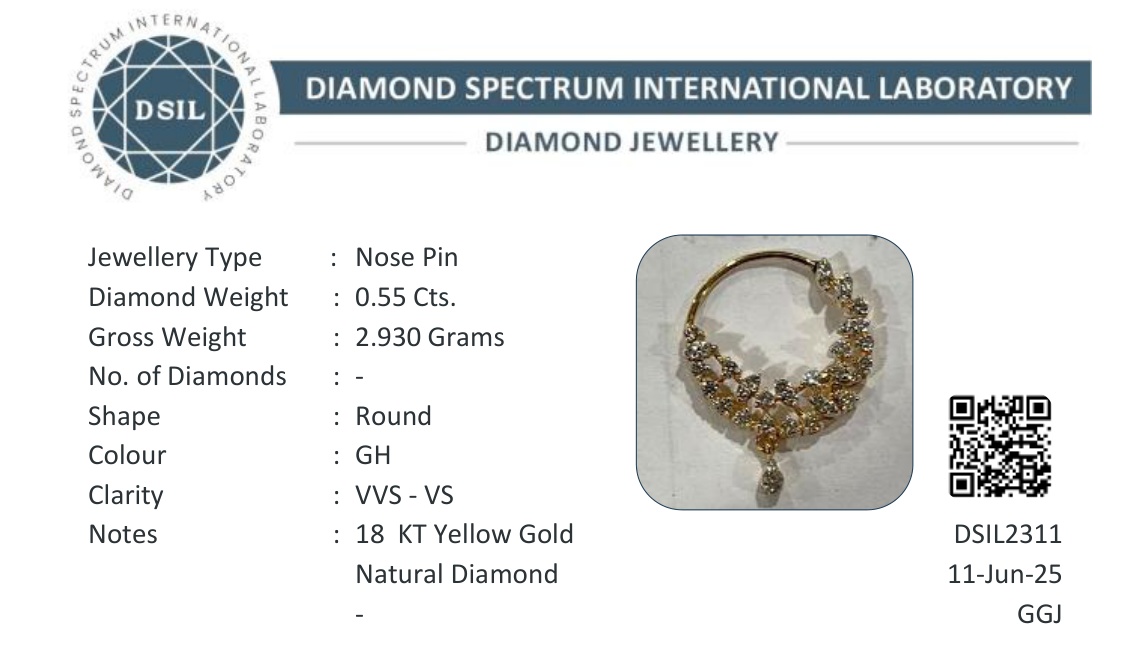 DIAMOND SPECTRUM INTERNATIONAL LABORATORY
DSIL
DIAMOND SPECTRUM INTERNATIONAL LABORATORY
DIAMOND JEWELLERY
Jewellery Type : Nose Pin
Diamond Weight : 0.55 Cts.
Gross Weight : 2.930 Grams
No. of Diamonds : -
Shape : Round
Colour : GH
Clarity : VVS - VS
Notes : 18 KT Yellow Gold
Natural Diamond
-
DSIL2311
11-Jun-25
GGJ